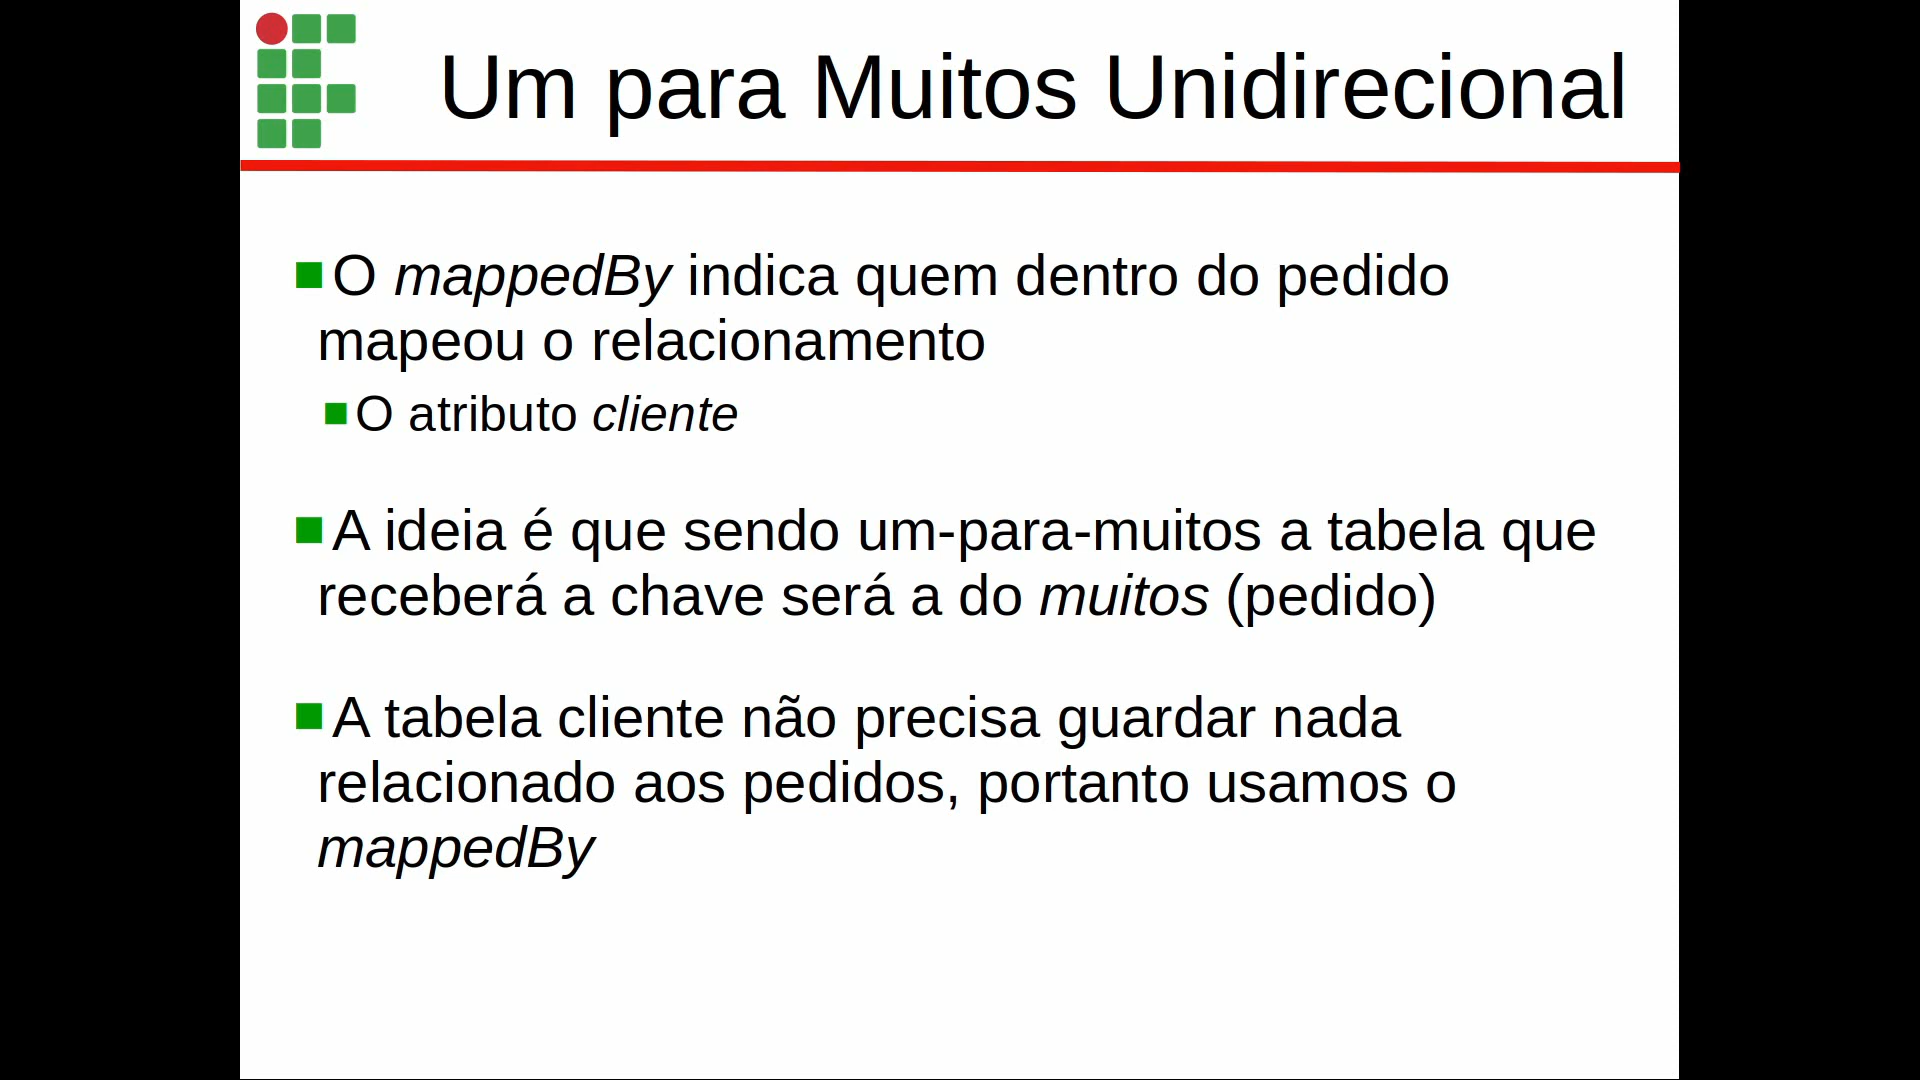 Um para Muitos Unidirecional
O mappedBy indica quem dentro do pedido
mapeou o relacionamento
O atributo cliente
A ideia é que sendo um-para-muitos a tabela que
receberá a chave será a do muitos (pedido)
A tabela cliente não precisa guardar nada
relacionado aos pedidos, portanto usamos o
mappedBy